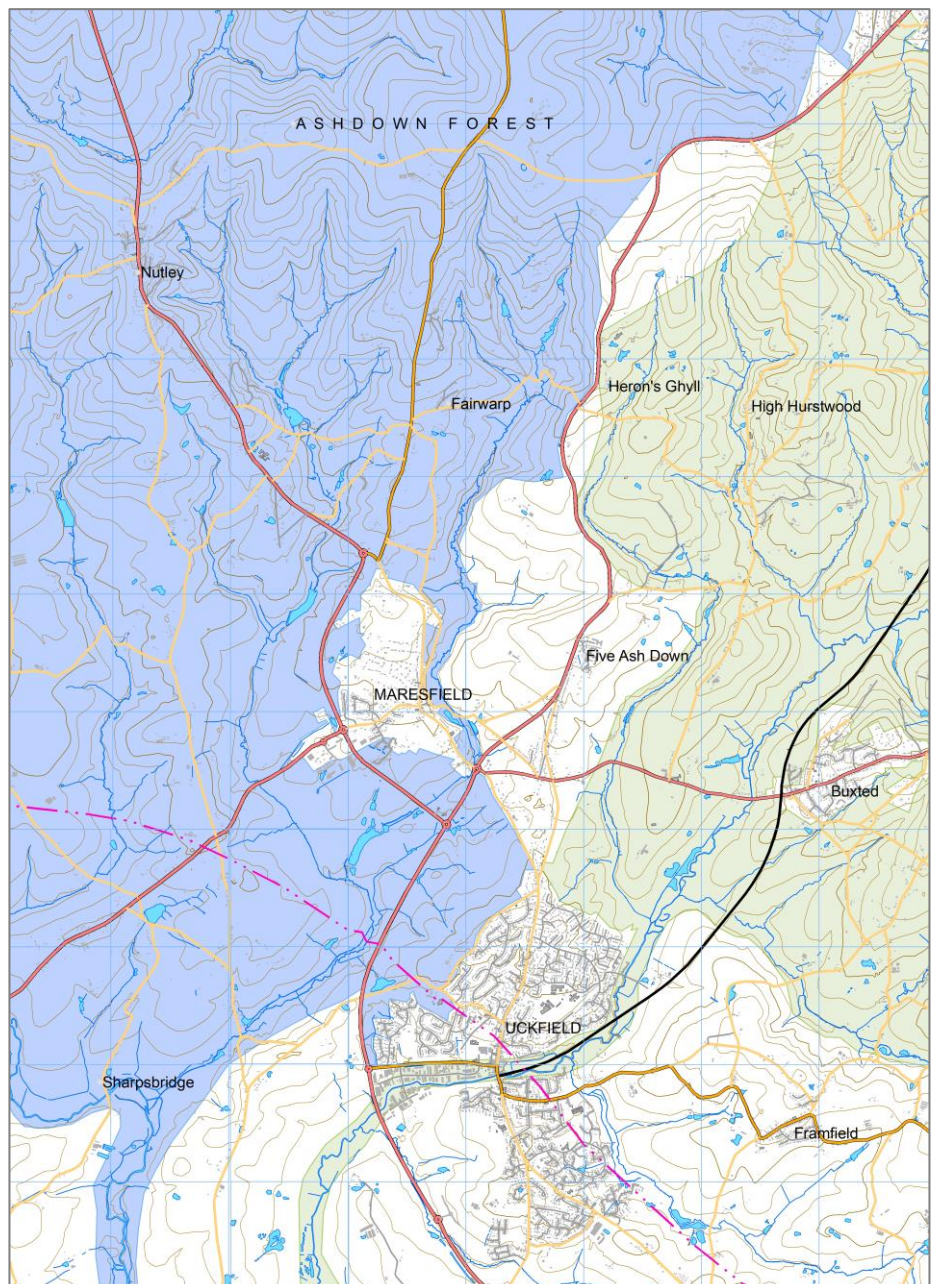 ASHDOWN FOREST
Nutley
Heron's Ghyll
Fairwarp
High Hurstwood
Five Ash Down
MARESFIELD
Buxted
UCKFIELD
Sharpsbridge
Framfield